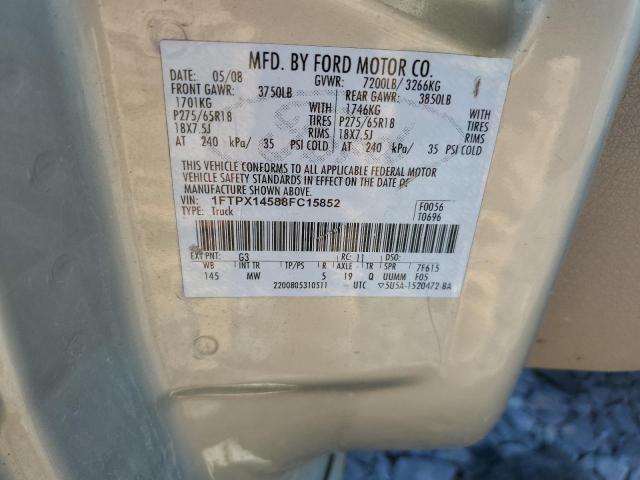 MFD. BY FORD MOTOR CO.
DATE: 05/08 GVWR: 7200LB/ 3266KG
FRONT GAWR: 3750LB REAR GAWR: 3850LB
1701KG WITH 1746KG WITH
P275/65R18 TIRES P275/65R18 TIRES
18X7.5J RIMS 18X7.5J RIMS
AT 240 kPa/ 35 PSI COLD AT 240 kPa/ 35 PSI COLD
THIS VEHICLE CONFORMS TO ALL APPLICABLE FEDERAL MOTOR
VEHICLE SAFETY STANDARDS IN EFFECT ON THE DATE OF
MANUFACTURE SHOWN ABOVE.
VIN: 1FTPX14588FC15852 F0056
TYPE: Truck T0696
EXT PNT: G3 RC: 11 DSO:
WB INT TR TP/PS R AXLE TR SPR 7F615
145 MW 5 19 Q UUMM F05
2200805310511 UTC ▽5U5A-1520472-BA